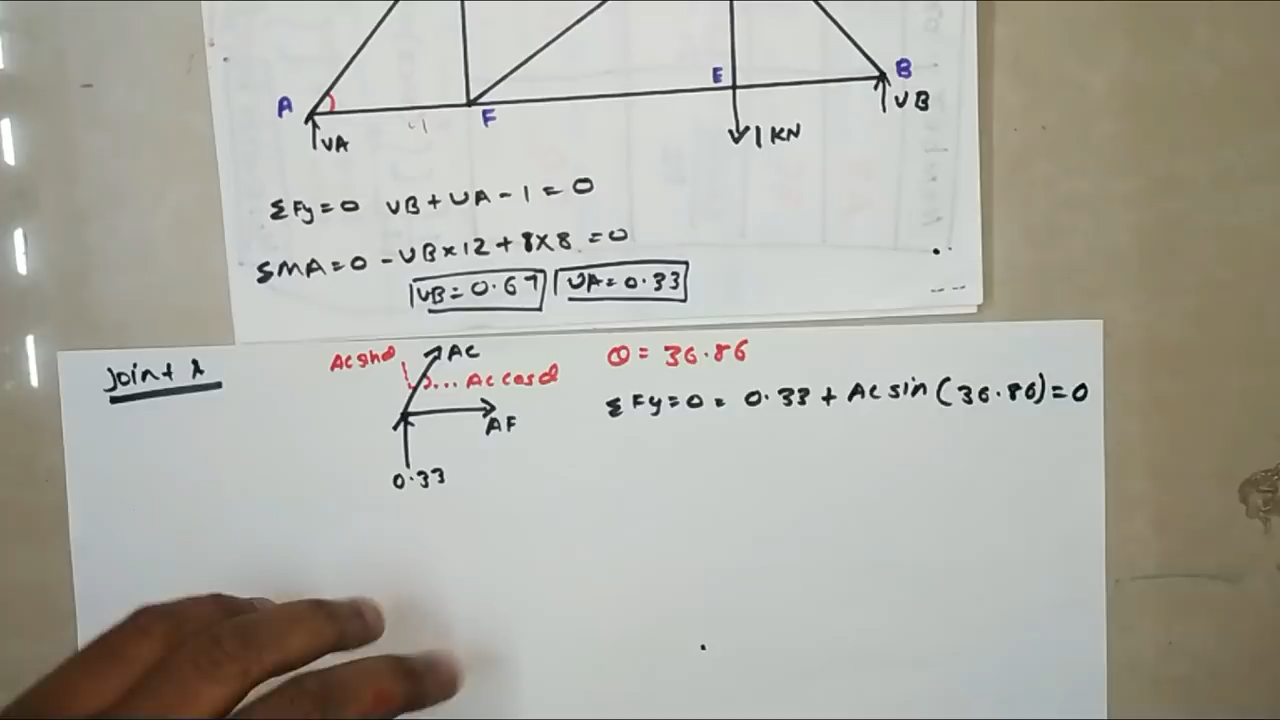 A
F
E
B
VA
1 KN
VB
ΣFy=0 VB+VA-1=0
ΣMA=0 -VB×12+8×8=0
VB=0.67 VA=0.33
Joint A
AC sinθ
AC
AC cosθ
AF
0.33
θ= 36.86
ΣFy=0= 0.33+AC sin(36.86)=0